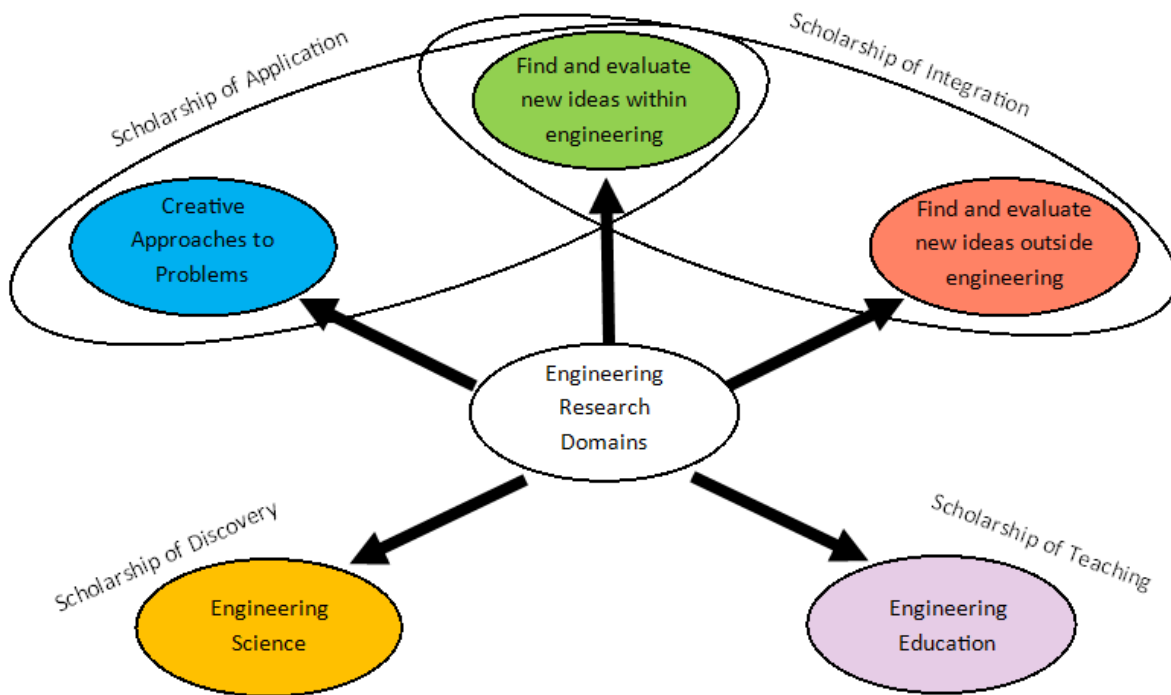 Scholarship of Application
Scholarship of Integration
Find and evaluate
new ideas within
engineering
Creative
Approaches to
Problems
Find and evaluate
new ideas outside
engineering
Engineering
Research
Domains
Scholarship of Discovery
Scholarship of Teaching
Engineering
Science
Engineering
Education